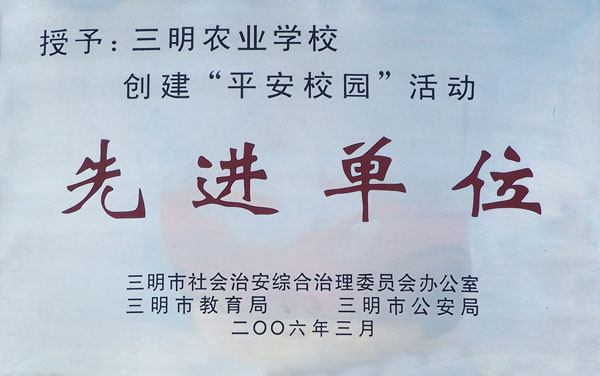 授予：三明农业学校
创建“平安校园”活动
先进单位
三明市社会治安综合治理委员会办公室
三明市教育局 三明市公安局
二〇〇六年三月